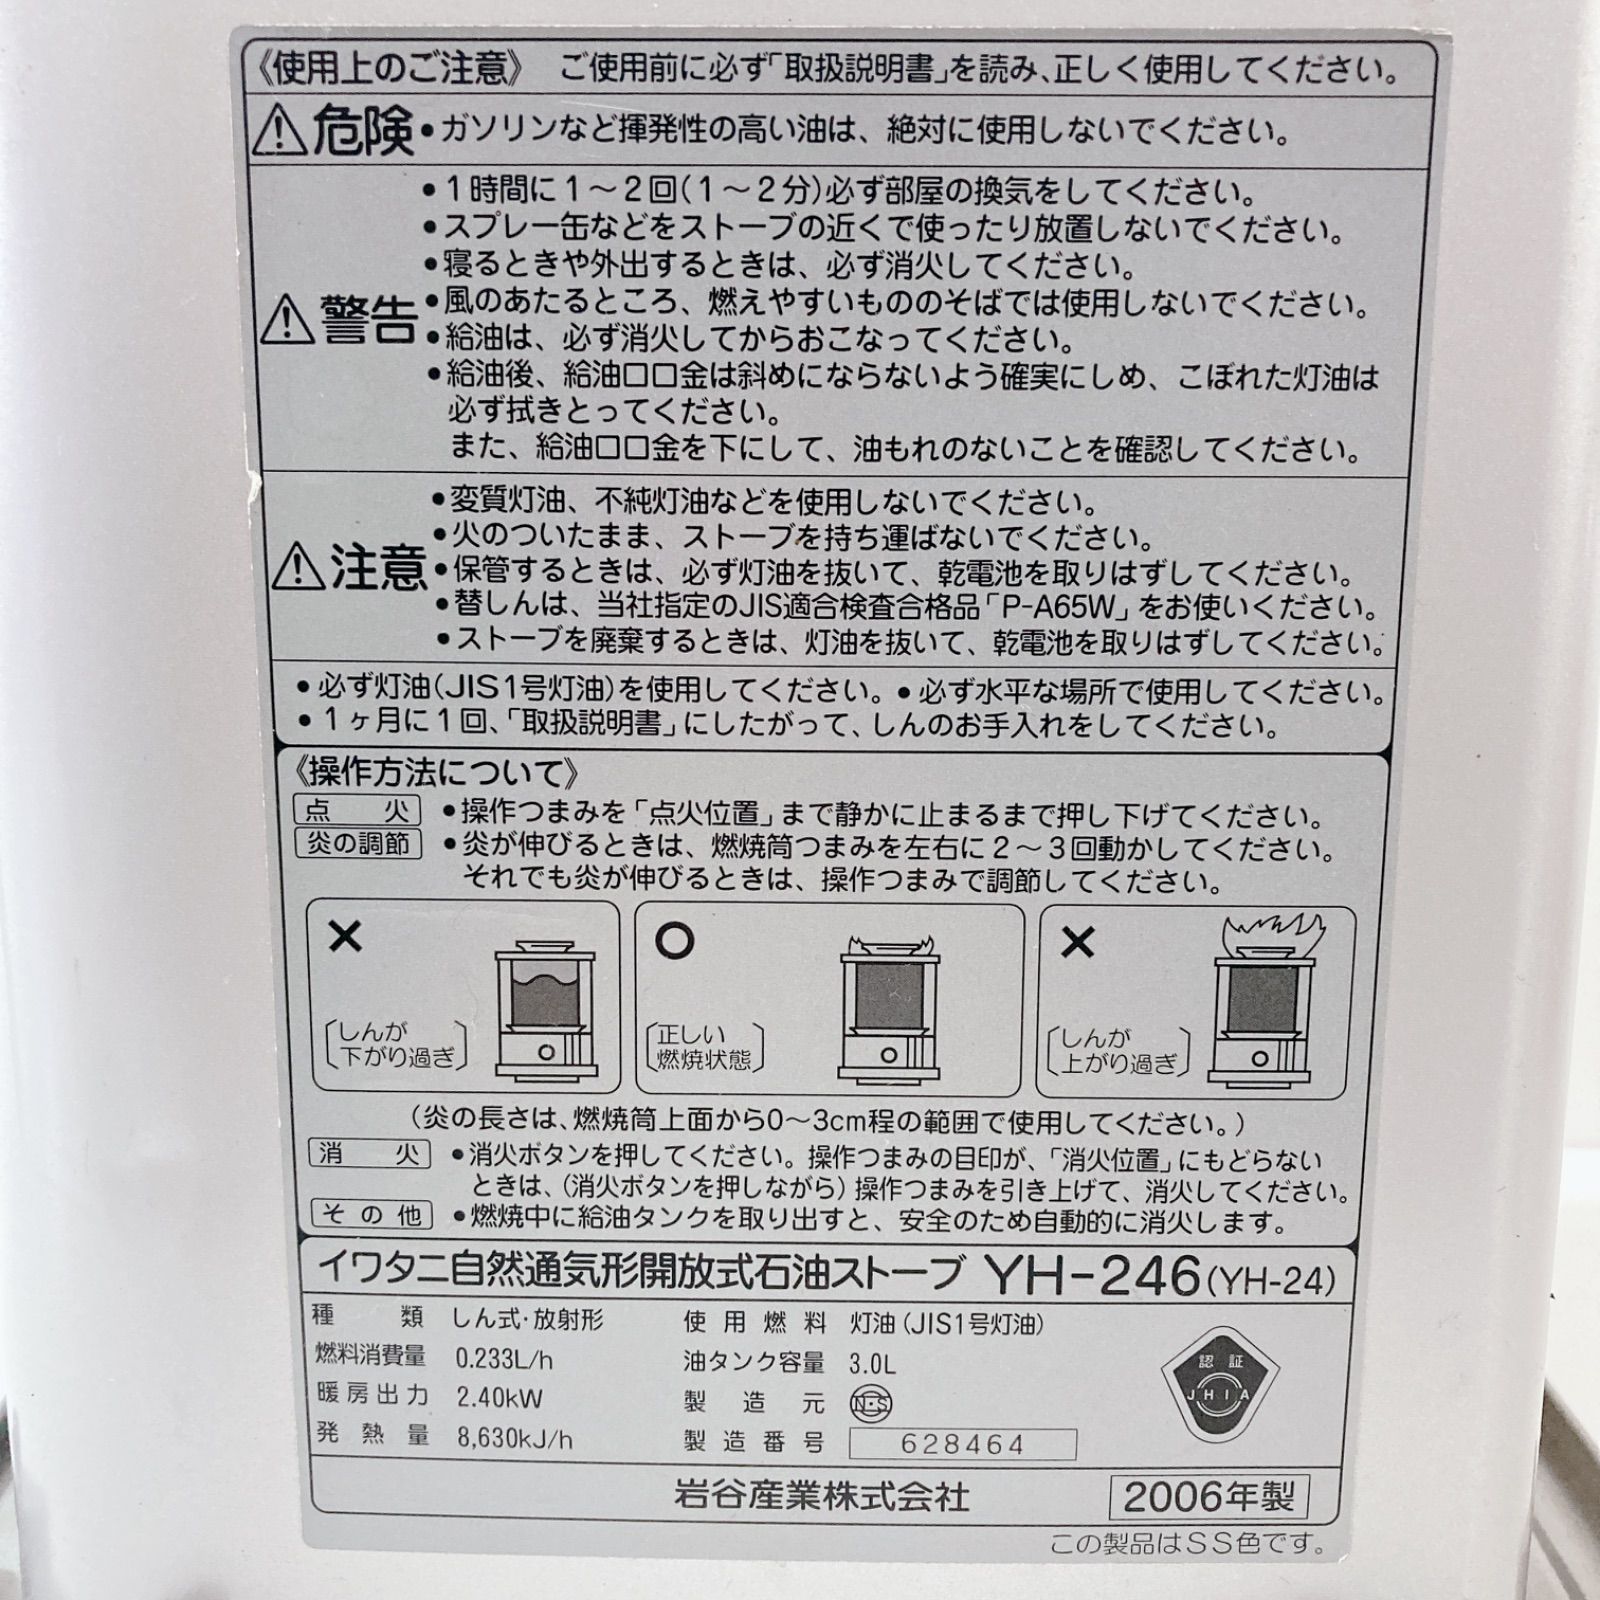 《使用上のご注意》 ご使用前に必ず「取扱説明書」を読み、正しく使用してください。
危険 •ガソリンなど揮発性の高い油は、絶対に使用しないでください。
警告
•1時間に1～2回(1～2分)必ず部屋の換気をしてください。
•スプレー缶などをストーブの近くで使ったり放置しないでください。
•寝るときや外出するときは、必ず消火してください。
•風のあたるところ、燃えやすいもののそばでは使用しないでください。
•給油は、必ず消火してからおこなってください。
•給油後、給油口口金は斜めにならないよう確実にしめ、こぼれた灯油は
必ず拭きとってください。
また、給油口口金を下にして、油もれのないことを確認してください。
注意
•変質灯油、不純灯油などを使用しないでください。
•火のついたまま、ストーブを持ち運ばないでください。
•保管するときは、必ず灯油を抜いて、乾電池を取りはずしてください。
•替しんは、当社指定のJIS適合検査合格品「P-A65W」をお使いください。
•ストーブを廃棄するときは、灯油を抜いて、乾電池を取りはずしてください。
•必ず灯油(JIS1号灯油)を使用してください。•必ず水平な場所で使用してください。
•1ヶ月に1回、「取扱説明書」にしたがって、しんのお手入れをしてください。
《操作方法について》
点火 •操作つまみを「点火位置」まで静かに止まるまで押し下げてください。
炎の調節 •炎が伸びるときは、燃焼筒つまみを左右に2～3回動かしてください。
それでも炎が伸びるときは、操作つまみで調節してください。
× 〔しんが
下がり過ぎ〕
○ 〔正しい
燃焼状態〕
× 〔しんが
上がり過ぎ〕
(炎の長さは、燃焼筒上面から0～3cm程の範囲で使用してください。)
消火 •消火ボタンを押してください。操作つまみの目印が、「消火位置」にもどらない
ときは、(消火ボタンを押しながら)操作つまみを引き上げて、消火してください。
その他 •燃焼中に給油タンクを取り出すと、安全のため自動的に消火します。
イワタニ自然通気形開放式石油ストーブ YH-246(YH-24)
種類 しん式・放射形 使用燃料 灯油(JIS1号灯油)
燃料消費量 0.233L/h 油タンク容量 3.0L
暖房出力 2.40kW 製造元 N・S
発熱量 8,630kJ/h 製造番号 628464
認証
JHIA
岩谷産業株式会社 2006年製
この製品はSS色です。